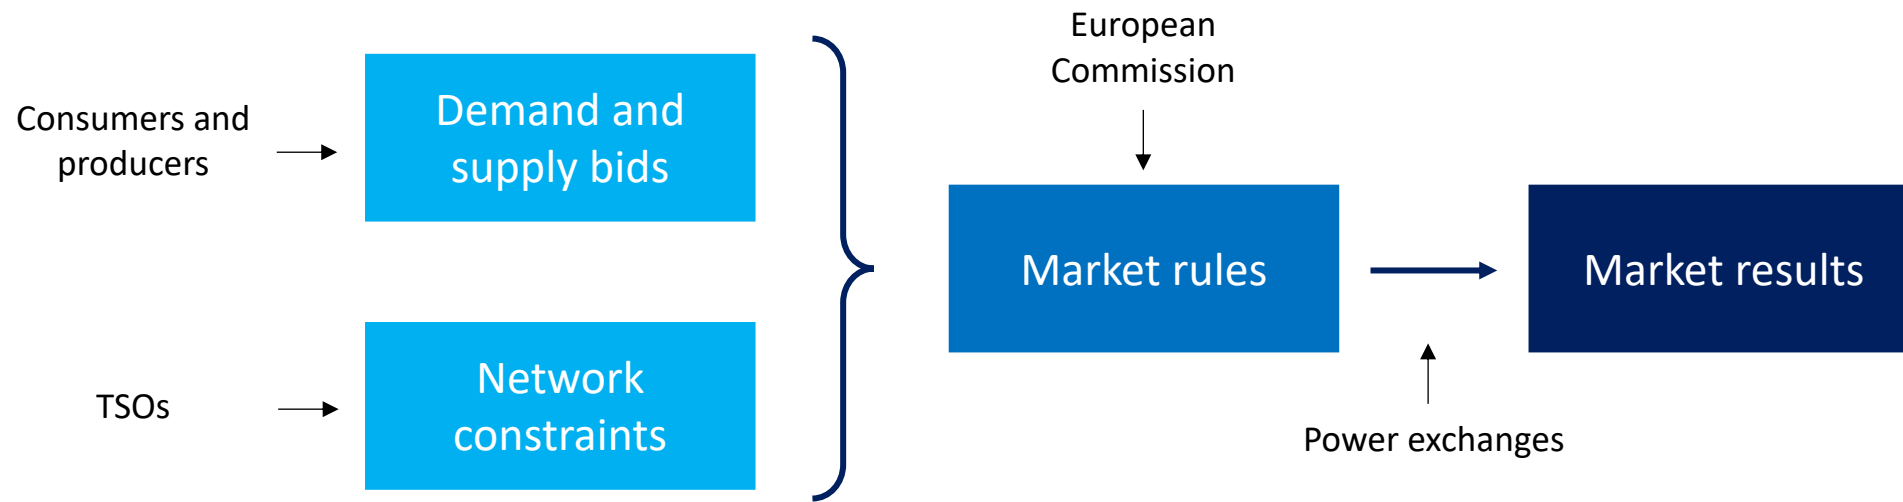 Consumers and
producers
Demand and
supply bids
TSOs
Network
constraints
European
Commission
Market rules
Power exchanges
Market results